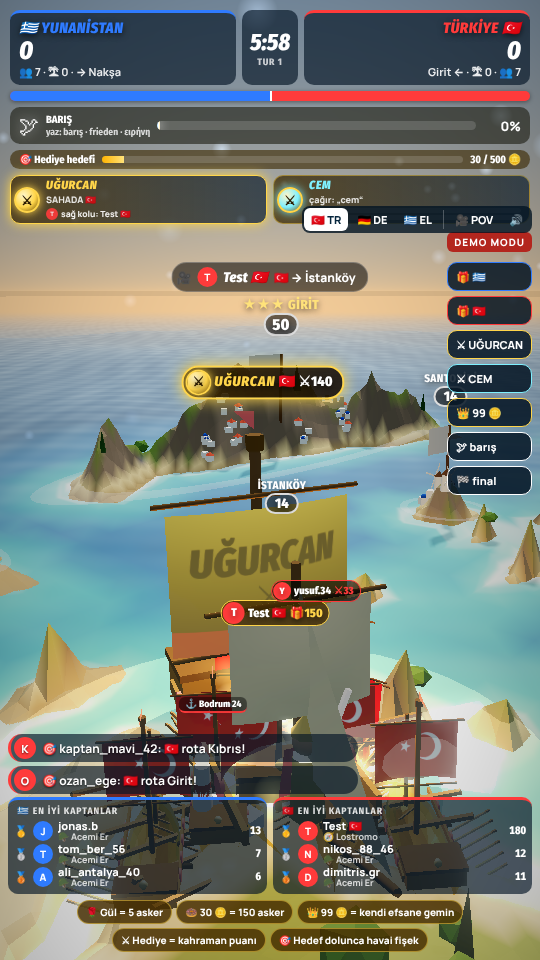 YUNANİSTAN
0
7 · 0 · → Nakşa
5:58
TUR 1
TÜRKİYE
0
Girit ← · 0 · 7
BARIŞ
yaz: barış · frieden · ειρήνη
0%
Hediye hedefi
30 / 500
UĞURCAN
SAHADA
T sağ kolu: Test
CEM
çağır: „cem"
TR DE EL POV
DEMO MODU
T Test → İstanköy
★★★ GİRİT
50
UĞURCAN 140
SANT
14
UĞURCAN
CEM
99
barış
final
İSTANKÖY
14
UĞURCAN
Y yusuf.34 33
T Test 150
Bodrum 24
K kaptan_mavi_42: rota Kıbrıs!
O ozan_ege: rota Girit!
EN İYİ KAPTANLAR
J jonas.b 13
Acemi Er
T tom_ber_56 7
Acemi Er
A ali_antalya_40 6
Acemi Er
EN İYİ KAPTANLAR
T Test 180
Lostromo
N nikos_88_46 12
Acemi Er
D dimitris.gr 11
Acemi Er
Gül = 5 asker
30 = 150 asker
99 = kendi efsane gemin
Hediye = kahraman puanı
Hedef dolunca havai fişek